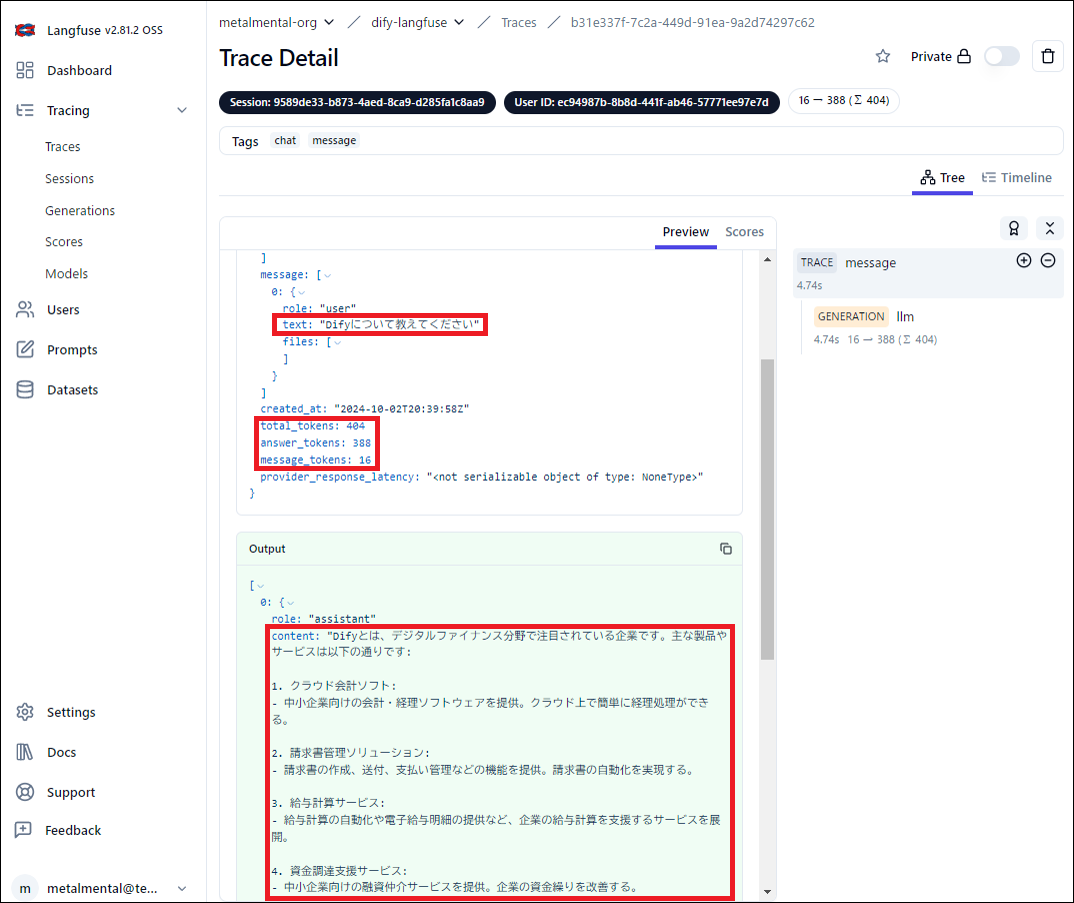 Langfuse v2.81.2 OSS
Dashboard
Tracing
Traces
Sessions
Generations
Scores
Models
Users
Prompts
Datasets
Settings
Docs
Support
Feedback
m metalmental@te...
metalmental-org / dify-langfuse / Traces / b31e337f-7c2a-449d-91ea-9a2d74297c62
Trace Detail
Private
Session: 9589de33-b873-4aed-8ca9-d285fa1c8aa9 User ID: ec94987b-8b8d-441f-ab46-57771ee97e7d 16 → 388 (Σ 404)
Tags chat message
Tree Timeline
Preview Scores
]
message: [
0: {
role: "user"
text: "Difyについて教えてください"
files: [
]
}
]
created_at: "2024-10-02T20:39:58Z"
total_tokens: 404
answer_tokens: 388
message_tokens: 16
provider_response_latency: "<not serializable object of type: NoneType>"
}
Output
[
0: {
role: "assistant"
content: "Difyとは、デジタルファイナンス分野で注目されている企業です。主な製品や
サービスは以下の通りです:
1. クラウド会計ソフト:
- 中小企業向けの会計・経理ソフトウェアを提供。クラウド上で簡単に経理処理ができ
る。
2. 請求書管理ソリューション:
- 請求書の作成、送付、支払い管理などの機能を提供。請求書の自動化を実現する。
3. 給与計算サービス:
- 給与計算の自動化や電子給与明細の提供など、企業の給与計算を支援するサービスを展
開。
4. 資金調達支援サービス:
- 中小企業向けの融資仲介サービスを提供。企業の資金繰りを改善する。
TRACE message
4.74s
GENERATION llm
4.74s 16 → 388 (Σ 404)